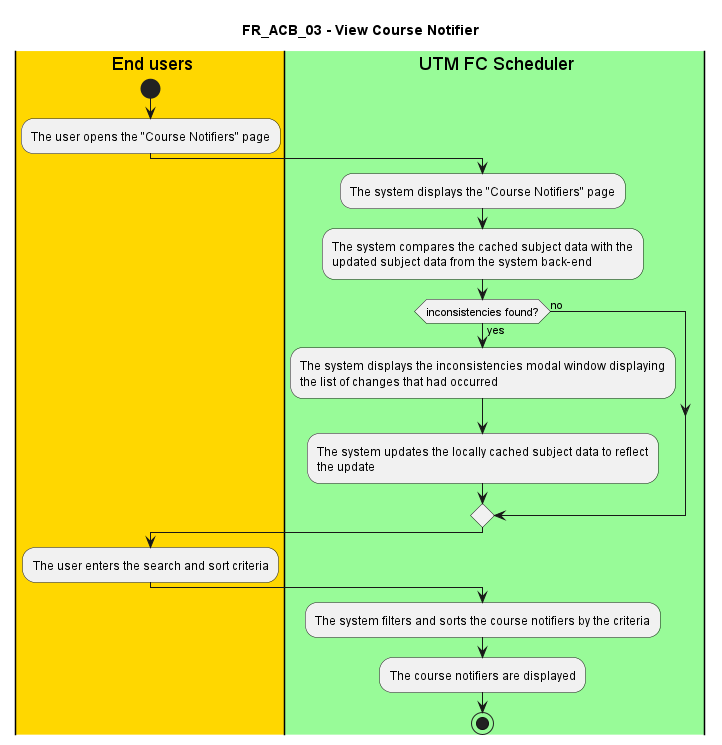 FR_ACB_03 - View Course Notifier
End users
UTM FC Scheduler
The user opens the "Course Notifiers" page
The system displays the "Course Notifiers" page
The system compares the cached subject data with the
updated subject data from the system back-end
inconsistencies found?
no
yes
The system displays the inconsistencies modal window displaying
the list of changes that had occurred
The system updates the locally cached subject data to reflect
the update
The user enters the search and sort criteria
The system filters and sorts the course notifiers by the criteria
The course notifiers are displayed